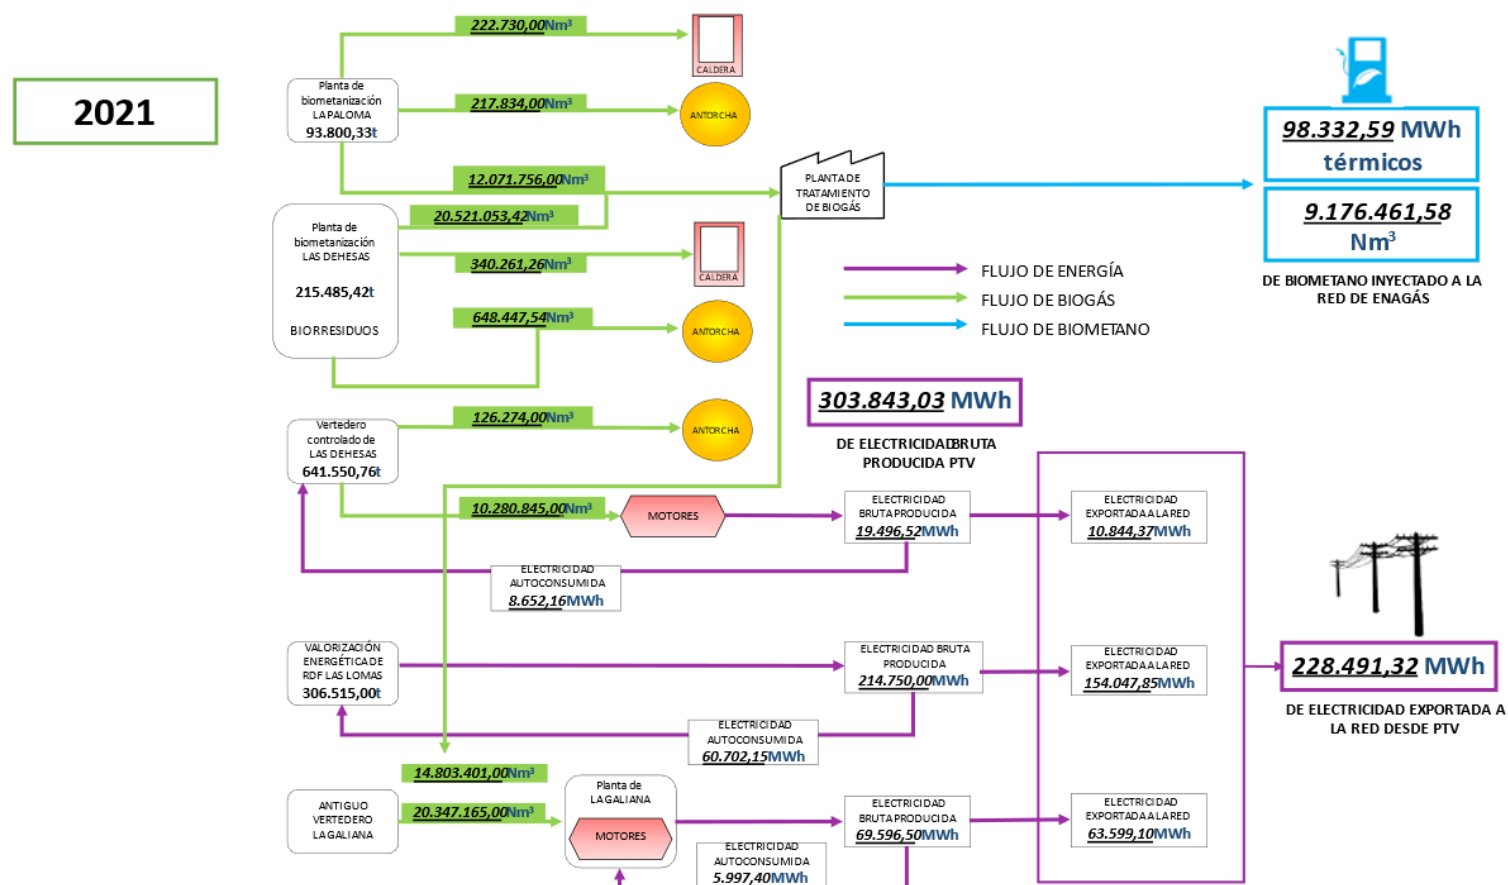 2021
222.730,00Nm³
CALDERA
Planta de
biometanización
LA PALOMA
93.800,33t
217.834,00Nm³
ANTORCHA
12.071.756,00Nm³
20.521.053,42Nm³
PLANTA DE
TRATAMIENTO
DE BIOGÁS
98.332,59 MWh
térmicos
9.176.461,58
Nm³
DE BIOMETANO INYECTADO A LA
RED DE ENAGÁS
Planta de
biometanización
LAS DEHESAS
215.485,42t
BIORRESIDUOS
340.261,26Nm³
CALDERA
648.447,54Nm³
ANTORCHA
FLUJO DE ENERGÍA
FLUJO DE BIOGÁS
FLUJO DE BIOMETANO
303.843,03 MWh
DE ELECTRICIDAD BRUTA
PRODUCIDA PTV
126.274,00Nm³
ANTORCHA
Vertedero
controlado de
LAS DEHESAS
641.550,76t
10.280.845,00Nm³
MOTORES
ELECTRICIDAD
BRUTA PRODUCIDA
19.496,52MWh
ELECTRICIDAD
EXPORTADA A LA RED
10.844,37MWh
ELECTRICIDAD
AUTOCONSUMIDA
8.652,16MWh
VALORIZACIÓN
ENERGÉTICA DE
RDF LAS LOMAS
306.515,00t
ELECTRICIDAD BRUTA
PRODUCIDA
214.750,00MWh
ELECTRICIDAD
EXPORTADA A LA RED
154.047,85MWh
228.491,32 MWh
DE ELECTRICIDAD EXPORTADA A
LA RED DESDE PTV
ELECTRICIDAD
AUTOCONSUMIDA
60.702,15MWh
14.803.401,00Nm³
ANTIGUO
VERTEDERO
LA GALIANA
20.347.165,00Nm³
Planta de
LA GALIANA
MOTORES
ELECTRICIDAD
BRUTA PRODUCIDA
69.596,50MWh
ELECTRICIDAD
EXPORTADA A LA RED
63.599,10MWh
ELECTRICIDAD
AUTOCONSUMIDA
5.997,40MWh